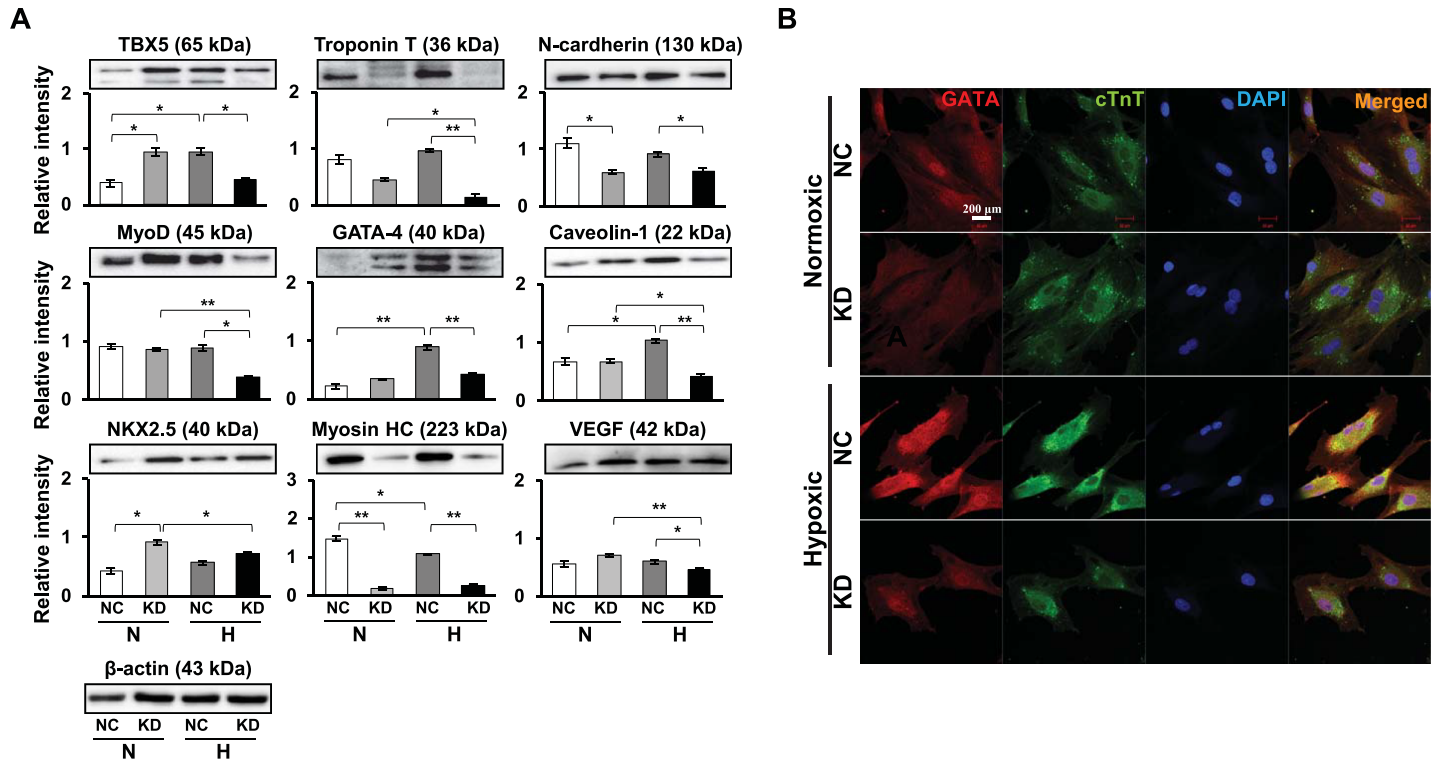 A
B
TBX5 (65 kDa)
Troponin T (36 kDa)
N-cardherin (130 kDa)
Relative intensity
2
1
0
*
*
*
2
1
0
*
**
2
1
0
*
*
MyoD (45 kDa)
GATA-4 (40 kDa)
Caveolin-1 (22 kDa)
Relative intensity
2
1
0
**
*
2
1
0
**
**
2
1
0
*
*
**
NKX2.5 (40 kDa)
Myosin HC (223 kDa)
VEGF (42 kDa)
Relative intensity
2
1
0
*
*
3
2
1
0
*
**
**
2
1
0
**
*
NC KD NC KD
N H
NC KD NC KD
N H
NC KD NC KD
N H
β-actin (43 kDa)
NC KD NC KD
N H
GATA cTnT DAPI Merged
Normoxic
NC
200 µm
KD
A
Hypoxic
NC
KD